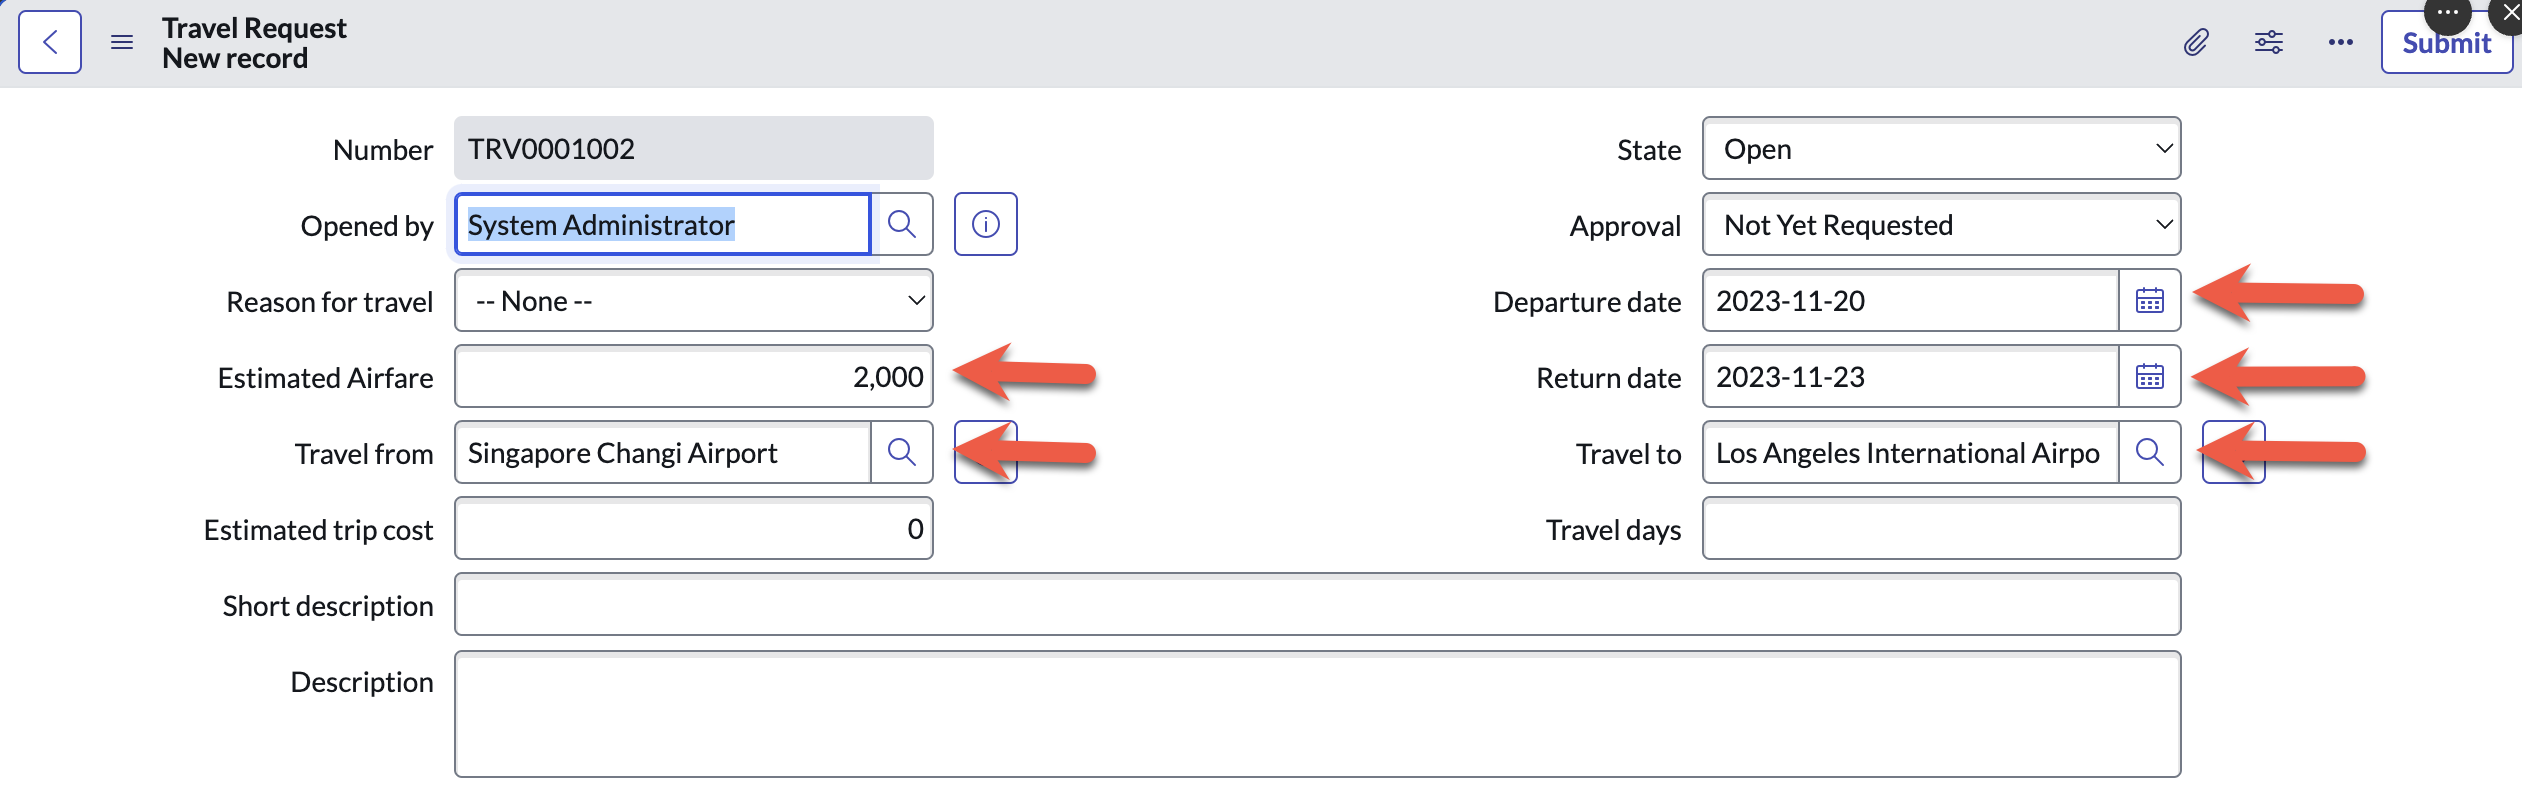 Travel Request
New record
Submit
Number TRV0001002
State Open
Opened by System Administrator
Approval Not Yet Requested
Reason for travel -- None --
Departure date 2023-11-20
Estimated Airfare 2,000
Return date 2023-11-23
Travel from Singapore Changi Airport
Travel to Los Angeles International Airpo
Estimated trip cost 0
Travel days
Short description
Description